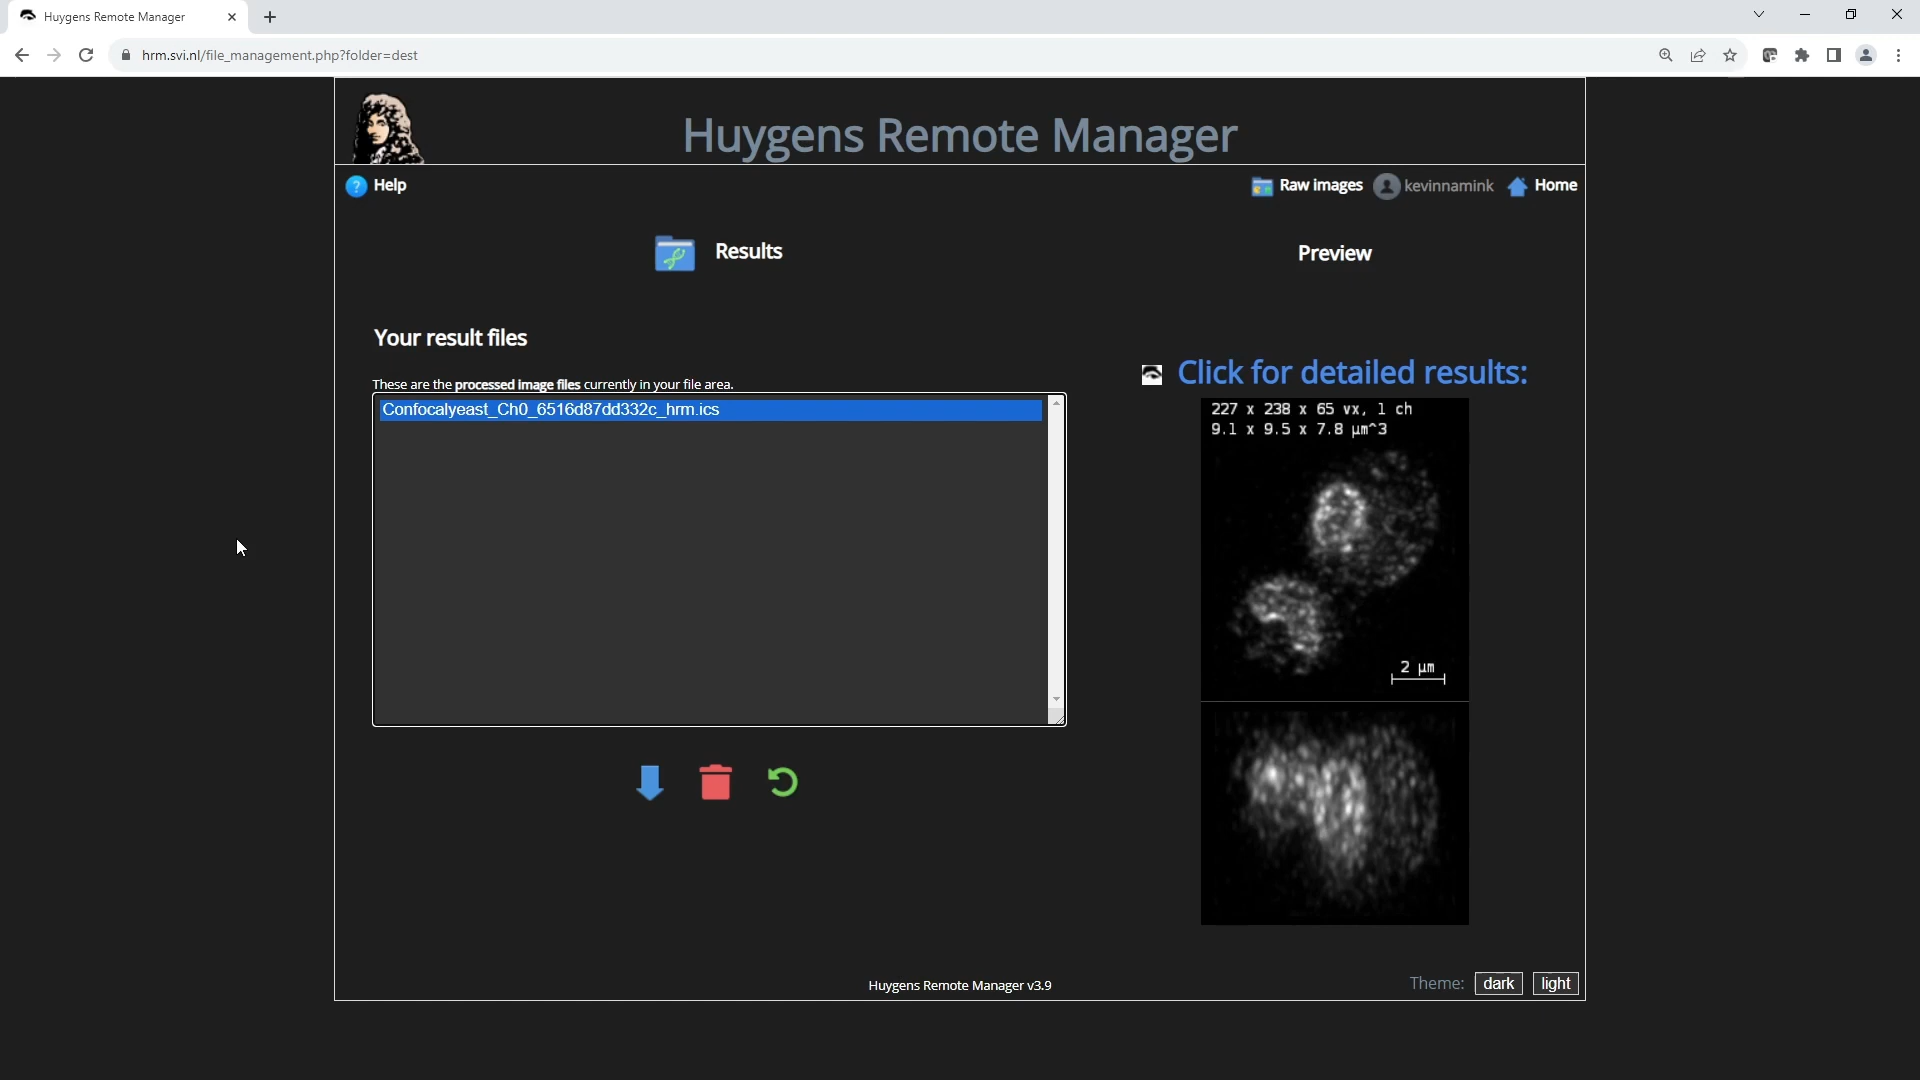 Huygens Remote Manager
hrm.svi.nl/file_management.php?folder=dest
Huygens Remote Manager
Help
Raw images
kevinnamink
Home
Results
Preview
Your result files
These are the processed image files currently in your file area.
Confocalyeast_Ch0_6516d87dd332c_hrm.ics
Click for detailed results:
227 x 238 x 65 vx, 1 ch
9.1 x 9.5 x 7.8 µm^3
2 µm
Huygens Remote Manager v3.9
Theme: dark light